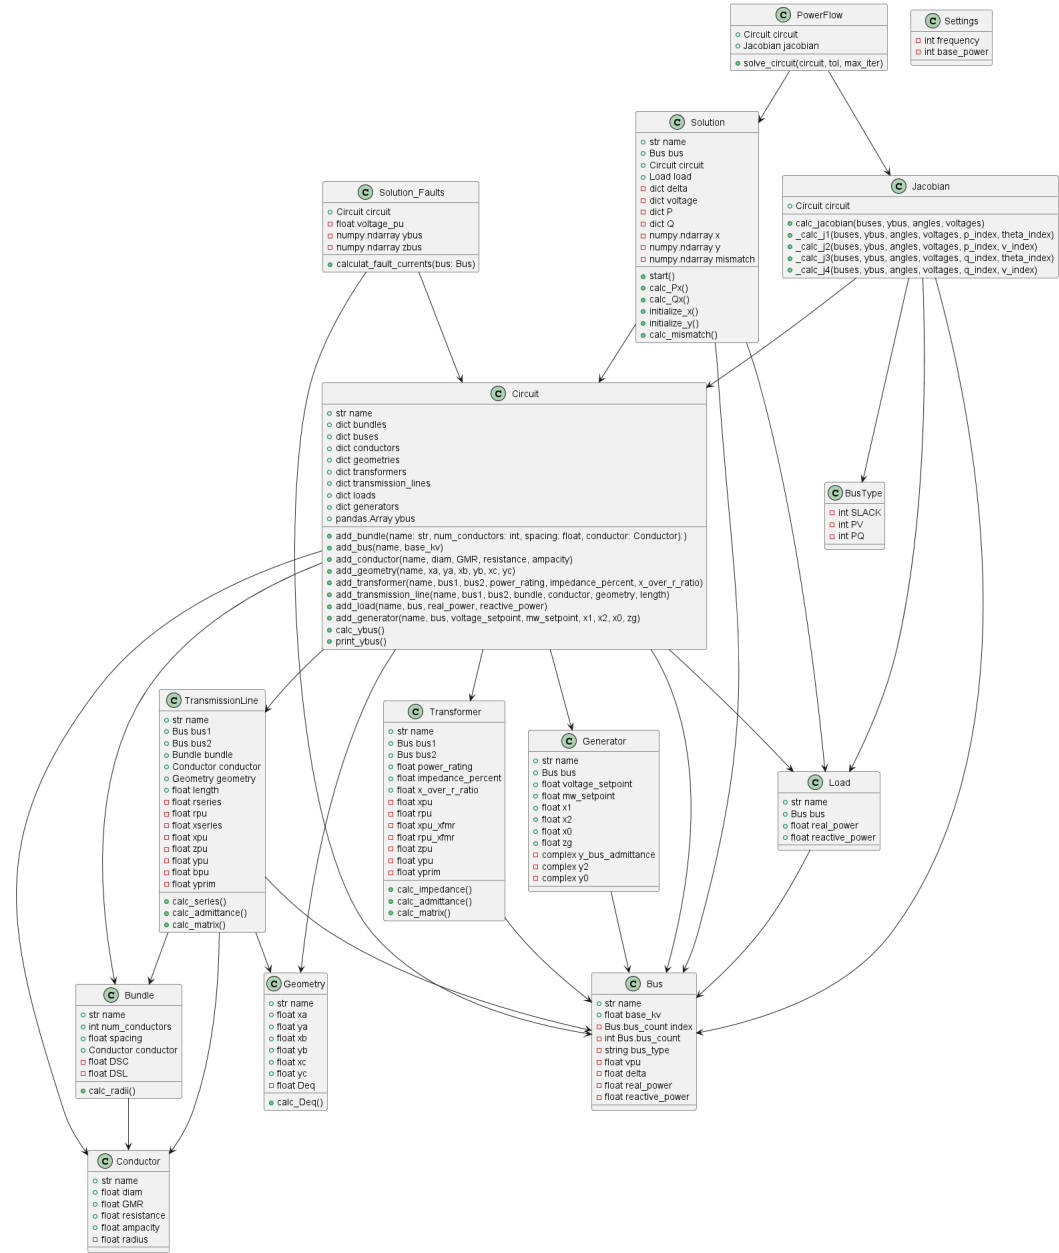 C PowerFlow
Circuit circuit
Jacobian jacobian
solve_circuit(circuit, tol, max_iter)
C Settings
int frequency
int base_power
C Solution
str name
Bus bus
Circuit circuit
Load load
dict delta
dict voltage
dict P
dict Q
numpy.ndarray x
numpy.ndarray y
numpy.ndarray mismatch
start()
calc_Px()
calc_Qx()
initialize_x()
initialize_y()
calc_mismatch()
C Jacobian
Circuit circuit
calc_jacobian(buses, ybus, angles, voltages)
_calc_j1(buses, ybus, angles, voltages, p_index, theta_index)
_calc_j2(buses, ybus, angles, voltages, p_index, v_index)
_calc_j3(buses, ybus, angles, voltages, q_index, theta_index)
_calc_j4(buses, ybus, angles, voltages, q_index, v_index)
C Solution_Faults
Circuit circuit
float voltage_pu
numpy.ndarray ybus
numpy.ndarray zbus
calculat_fault_currents(bus: Bus)
C Circuit
str name
dict bundles
dict buses
dict conductors
dict geometries
dict transformers
dict transmission_lines
dict loads
dict generators
pandas.Array ybus
add_bundle(name: str, num_conductors: int, spacing: float, conductor: Conductor):)
add_bus(name, base_kv)
add_conductor(name, diam, GMR, resistance, ampacity)
add_geometry(name, xa, ya, xb, yb, xc, yc)
add_transformer(name, bus1, bus2, power_rating, impedance_percent, x_over_r_ratio)
add_transmission_line(name, bus1, bus2, bundle, conductor, geometry, length)
add_load(name, bus, real_power, reactive_power)
add_generator(name, bus, voltage_setpoint, mw_setpoint, x1, x2, x0, zg)
calc_ybus()
print_ybus()
C BusType
int SLACK
int PV
int PQ
C TransmissionLine
str name
Bus bus1
Bus bus2
Bundle bundle
Conductor conductor
Geometry geometry
float length
float rseries
float rpu
float xseries
float xpu
float zpu
float ypu
float bpu
float yprim
calc_series()
calc_admittance()
calc_matrix()
C Transformer
str name
Bus bus1
Bus bus2
float power_rating
float impedance_percent
float x_over_r_ratio
float xpu
float rpu
float xpu_xfmr
float rpu_xfmr
float zpu
float ypu
float yprim
calc_impedance()
calc_admittance()
calc_matrix()
C Generator
str name
Bus bus
float voltage_setpoint
float mw_setpoint
float x1
float x2
float x0
float zg
complex y_bus_admittance
complex y2
complex y0
C Load
str name
Bus bus
float real_power
float reactive_power
C Bundle
str name
int num_conductors
float spacing
Conductor conductor
float DSC
float DSL
calc_radii()
C Geometry
str name
float xa
float ya
float xb
float yb
float xc
float yc
float Deq
calc_Deq()
C Bus
str name
float base_kv
Bus.bus_count index
int Bus.bus_count
string bus_type
float vpu
float delta
float real_power
float reactive_power
C Conductor
str name
float diam
float GMR
float resistance
float ampacity
float radius